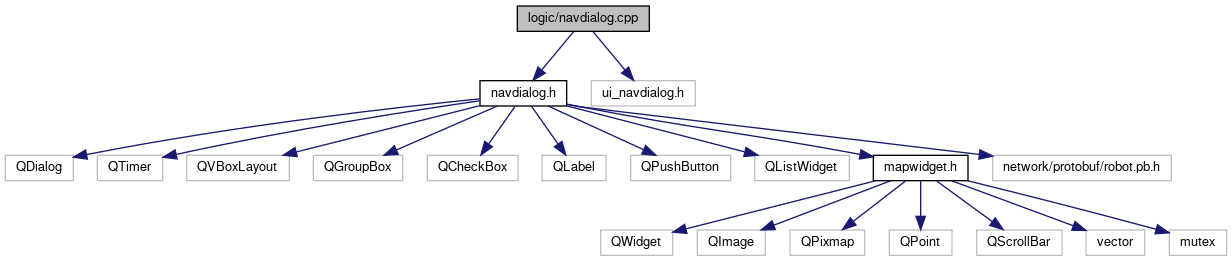 logic/navdialog.cpp
navdialog.h
ui_navdialog.h
QDialog
QTimer
QVBoxLayout
QGroupBox
QCheckBox
QLabel
QPushButton
QListWidget
mapwidget.h
network/protobuf/robot.pb.h
QWidget
QImage
QPixmap
QPoint
QScrollBar
vector
mutex